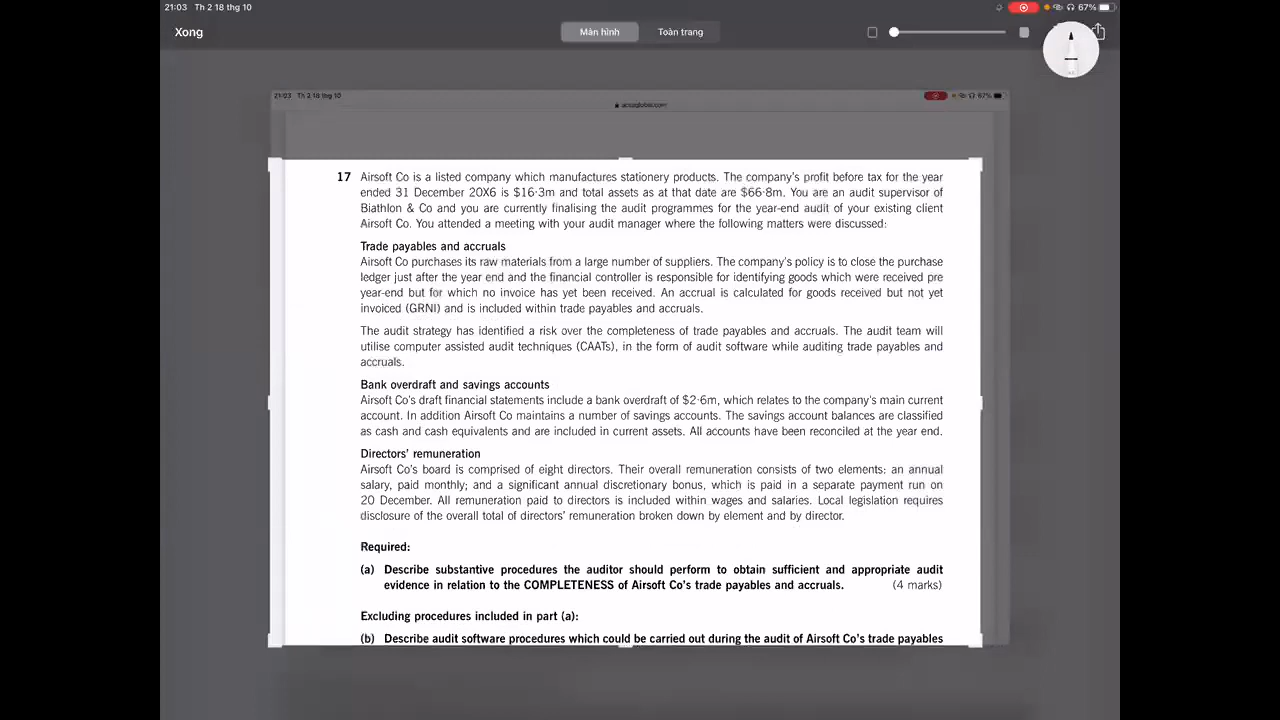 21:03 Th 2 18 thg 10
67%
Xong
Màn hình
Toàn trang
21:03 Th 2 18 thg 10
67%
accaglobal.com
17 Airsoft Co is a listed company which manufactures stationery products. The company's profit before tax for the year
ended 31 December 20X6 is $16·3m and total assets as at that date are $66·8m. You are an audit supervisor of
Biathlon & Co and you are currently finalising the audit programmes for the year-end audit of your existing client
Airsoft Co. You attended a meeting with your audit manager where the following matters were discussed:
Trade payables and accruals
Airsoft Co purchases its raw materials from a large number of suppliers. The company's policy is to close the purchase
ledger just after the year end and the financial controller is responsible for identifying goods which were received pre
year-end but for which no invoice has yet been received. An accrual is calculated for goods received but not yet
invoiced (GRNI) and is included within trade payables and accruals.
The audit strategy has identified a risk over the completeness of trade payables and accruals. The audit team will
utilise computer assisted audit techniques (CAATs), in the form of audit software while auditing trade payables and
accruals.
Bank overdraft and savings accounts
Airsoft Co's draft financial statements include a bank overdraft of $2·6m, which relates to the company's main current
account. In addition Airsoft Co maintains a number of savings accounts. The savings account balances are classified
as cash and cash equivalents and are included in current assets. All accounts have been reconciled at the year end.
Directors' remuneration
Airsoft Co's board is comprised of eight directors. Their overall remuneration consists of two elements: an annual
salary, paid monthly; and a significant annual discretionary bonus, which is paid in a separate payment run on
20 December. All remuneration paid to directors is included within wages and salaries. Local legislation requires
disclosure of the overall total of directors' remuneration broken down by element and by director.
Required:
(a) Describe substantive procedures the auditor should perform to obtain sufficient and appropriate audit
evidence in relation to the COMPLETENESS of Airsoft Co's trade payables and accruals. (4 marks)
Excluding procedures included in part (a):
(b) Describe audit software procedures which could be carried out during the audit of Airsoft Co's trade payables